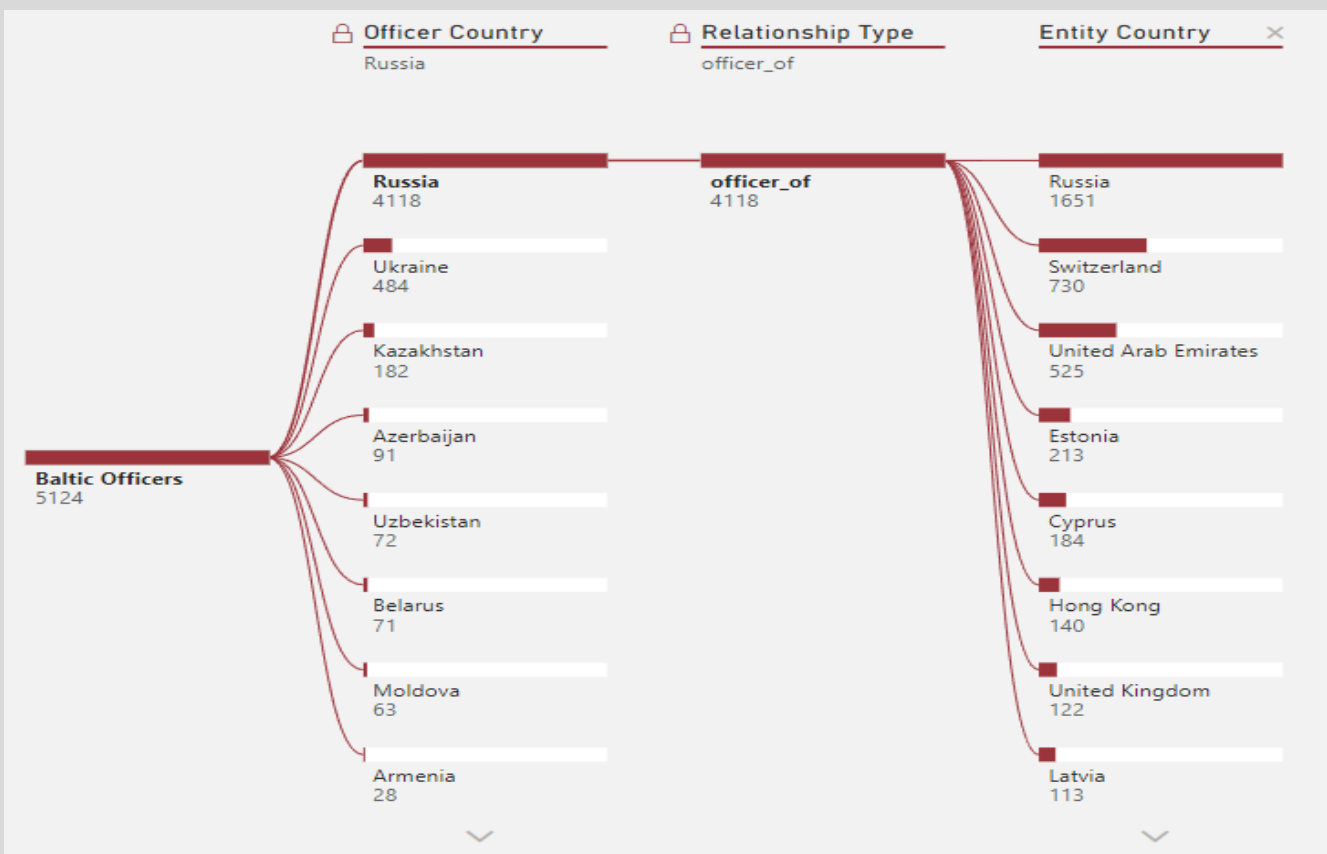 Officer Country
Russia
Relationship Type
officer_of
Entity Country
Baltic Officers
5124
Russia
4118
Ukraine
484
Kazakhstan
182
Azerbaijan
91
Uzbekistan
72
Belarus
71
Moldova
63
Armenia
28
officer_of
4118
Russia
1651
Switzerland
730
United Arab Emirates
525
Estonia
213
Cyprus
184
Hong Kong
140
United Kingdom
122
Latvia
113